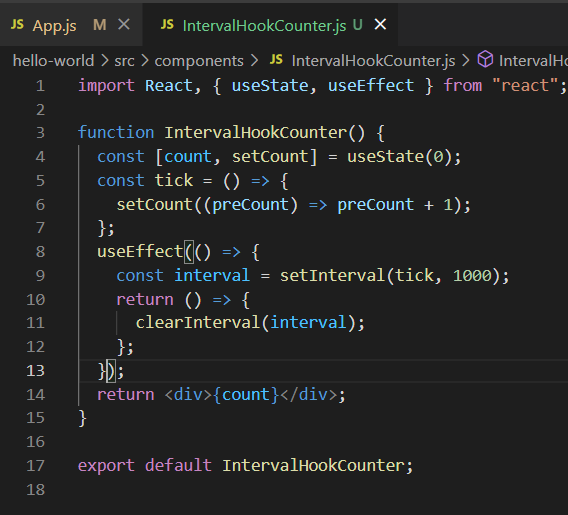 JS App.js M × JS IntervalHookCounter.js U ×
hello-world > src > components > JS IntervalHookCounter.js > IntervalHo
1 import React, { useState, useEffect } from "react";
2
3 function IntervalHookCounter() {
4   const [count, setCount] = useState(0);
5   const tick = () => {
6     setCount((preCount) => preCount + 1);
7   };
8   useEffect(() => {
9     const interval = setInterval(tick, 1000);
10     return () => {
11       clearInterval(interval);
12     };
13   });
14   return <div>{count}</div>;
15 }
16
17 export default IntervalHookCounter;
18